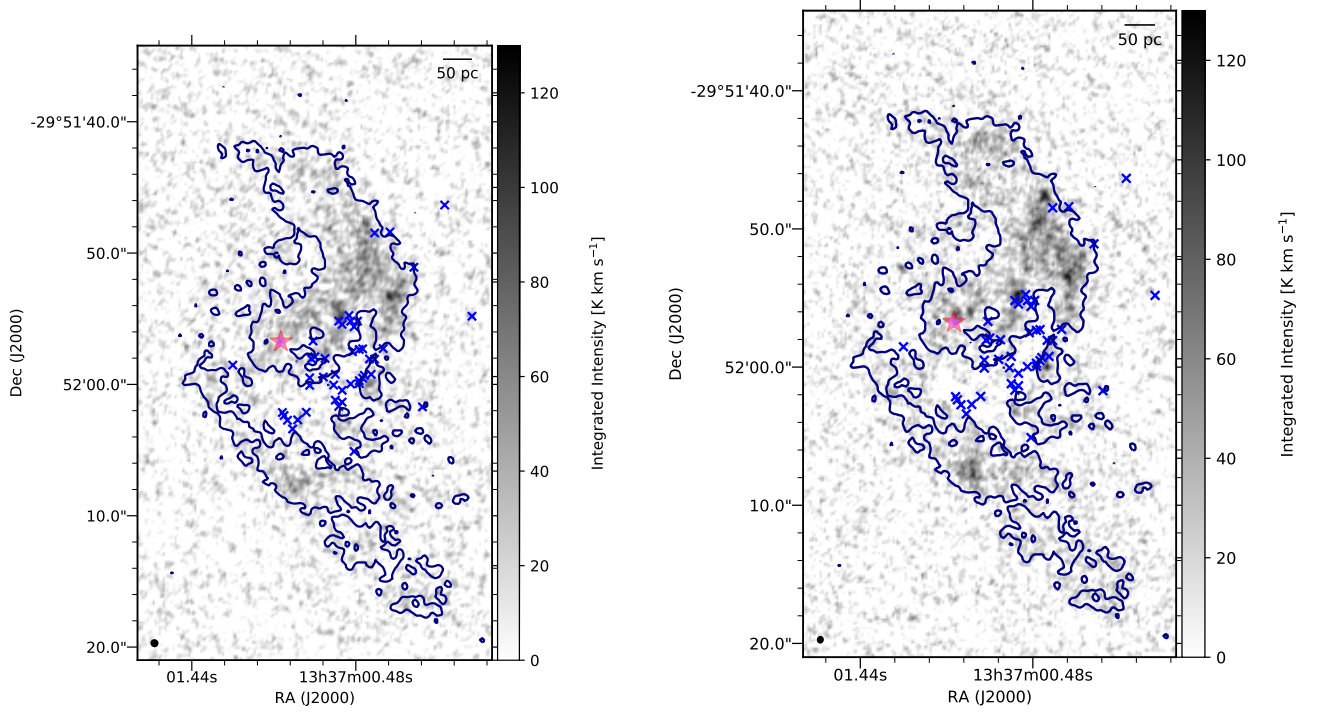 50 pc
-29°51'40.0"
50.0"
52'00.0"
10.0"
20.0"
Dec (J2000)
01.44s
13h37m00.48s
RA (J2000)
120
100
80
60
40
20
0
Integrated Intensity [K km s⁻¹]
50 pc
-29°51'40.0"
50.0"
52'00.0"
10.0"
20.0"
Dec (J2000)
01.44s
13h37m00.48s
RA (J2000)
120
100
80
60
40
20
0
Integrated Intensity [K km s⁻¹]